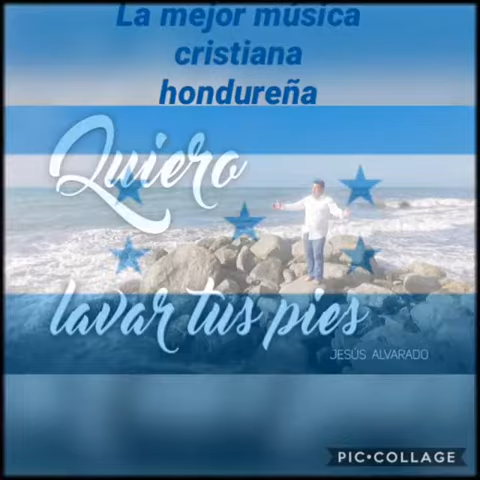 La mejor música
cristiana
hondureña
Quiero
lavar tus pies
JESÚS ALVARADO
PIC•COLLAGE